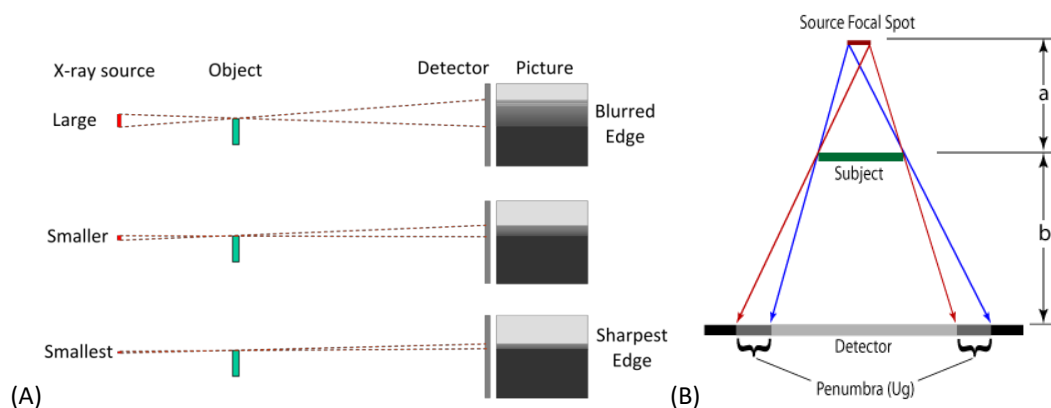 X-ray source
Object
Detector
Picture
Large
Blurred
Edge
Smaller
Smallest
Sharpest
Edge
(A)
Source Focal Spot
a
Subject
b
Detector
Penumbra (Ug)
(B)